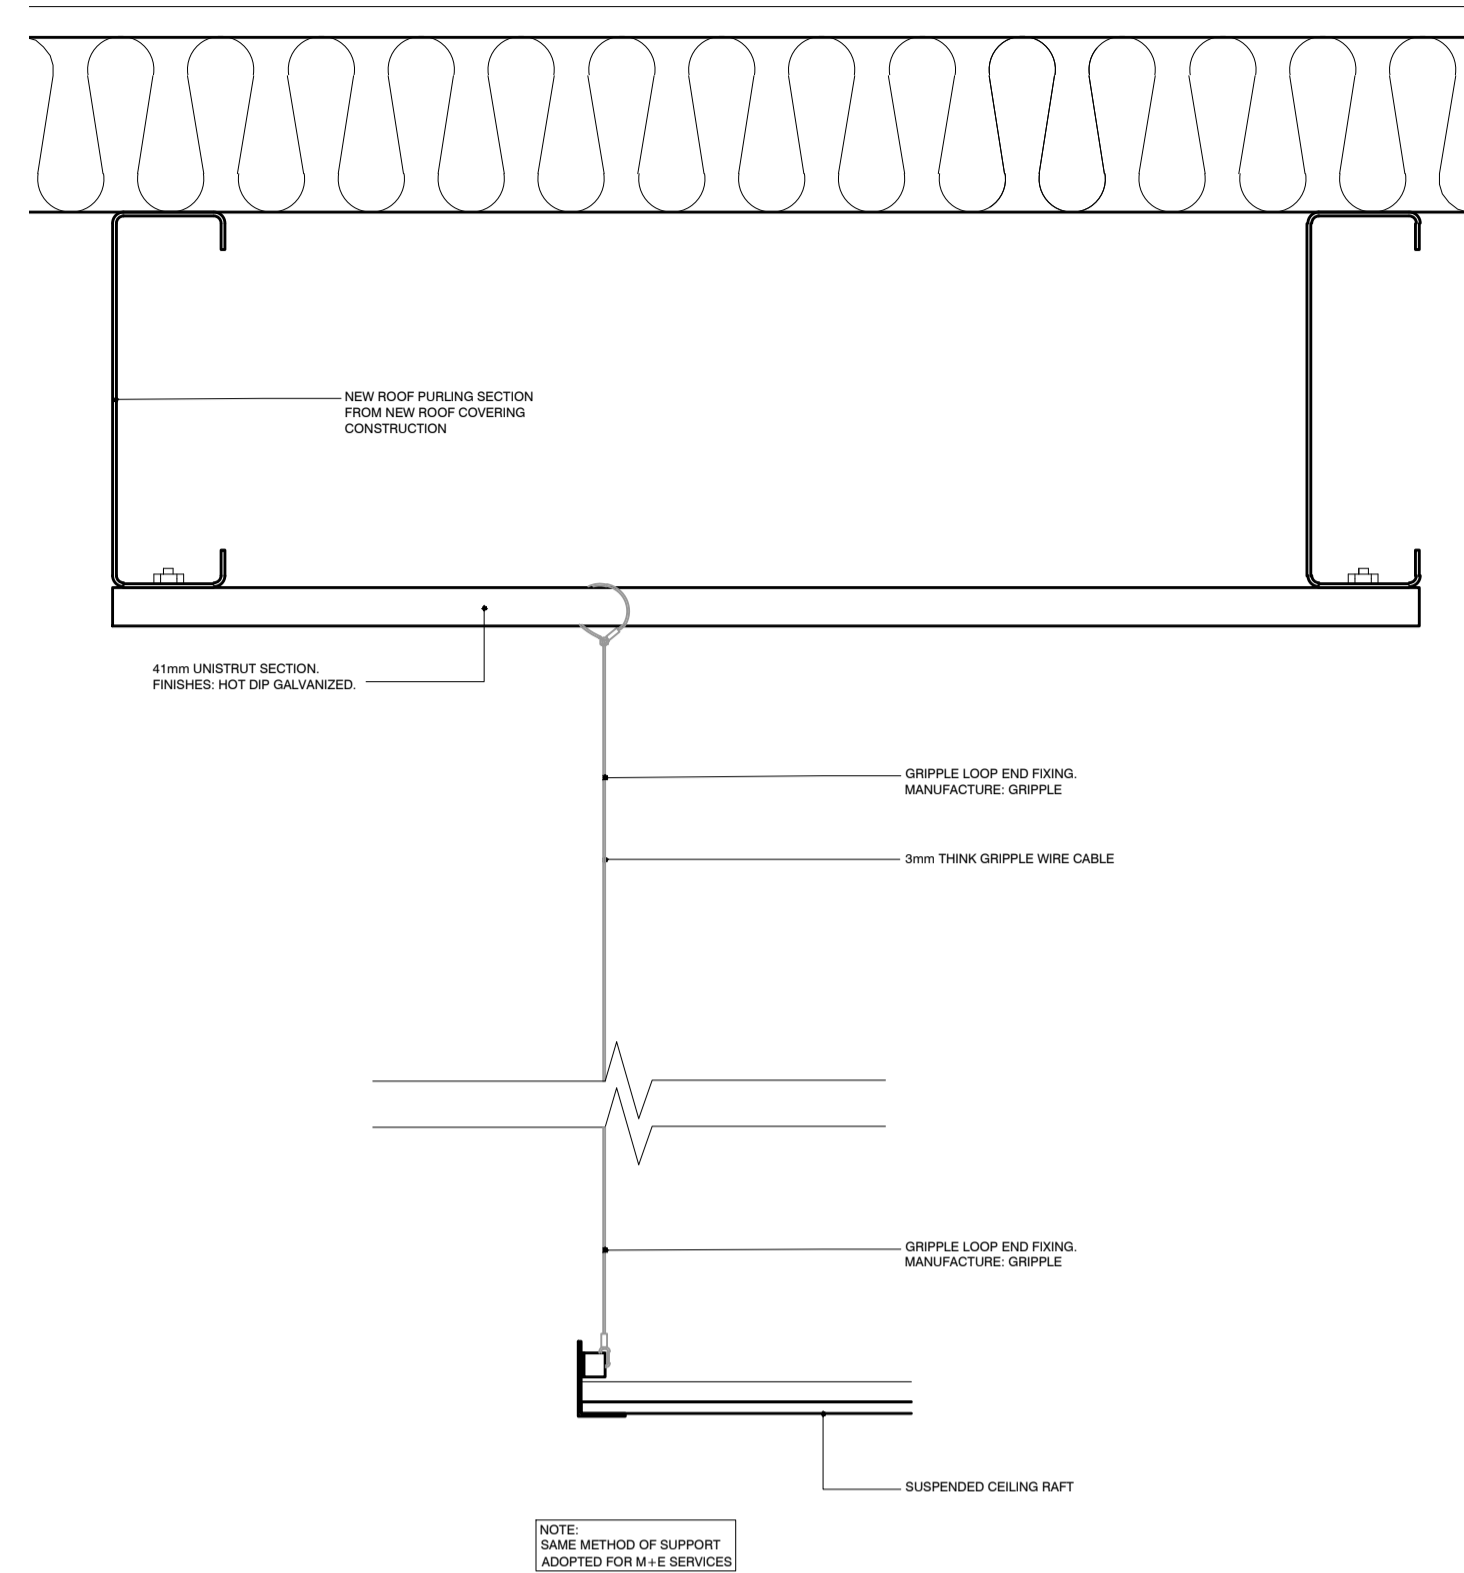 NEW ROOF PURLING SECTION
FROM NEW ROOF COVERING
CONSTRUCTION
41mm UNISTRUT SECTION.
FINISHES: HOT DIP GALVANIZED.
GRIPPLE LOOP END FIXING.
MANUFACTURE: GRIPPLE
3mm THINK GRIPPLE WIRE CABLE
GRIPPLE LOOP END FIXING.
MANUFACTURE: GRIPPLE
SUSPENDED CEILING RAFT
NOTE:
SAME METHOD OF SUPPORT
ADOPTED FOR M+E SERVICES